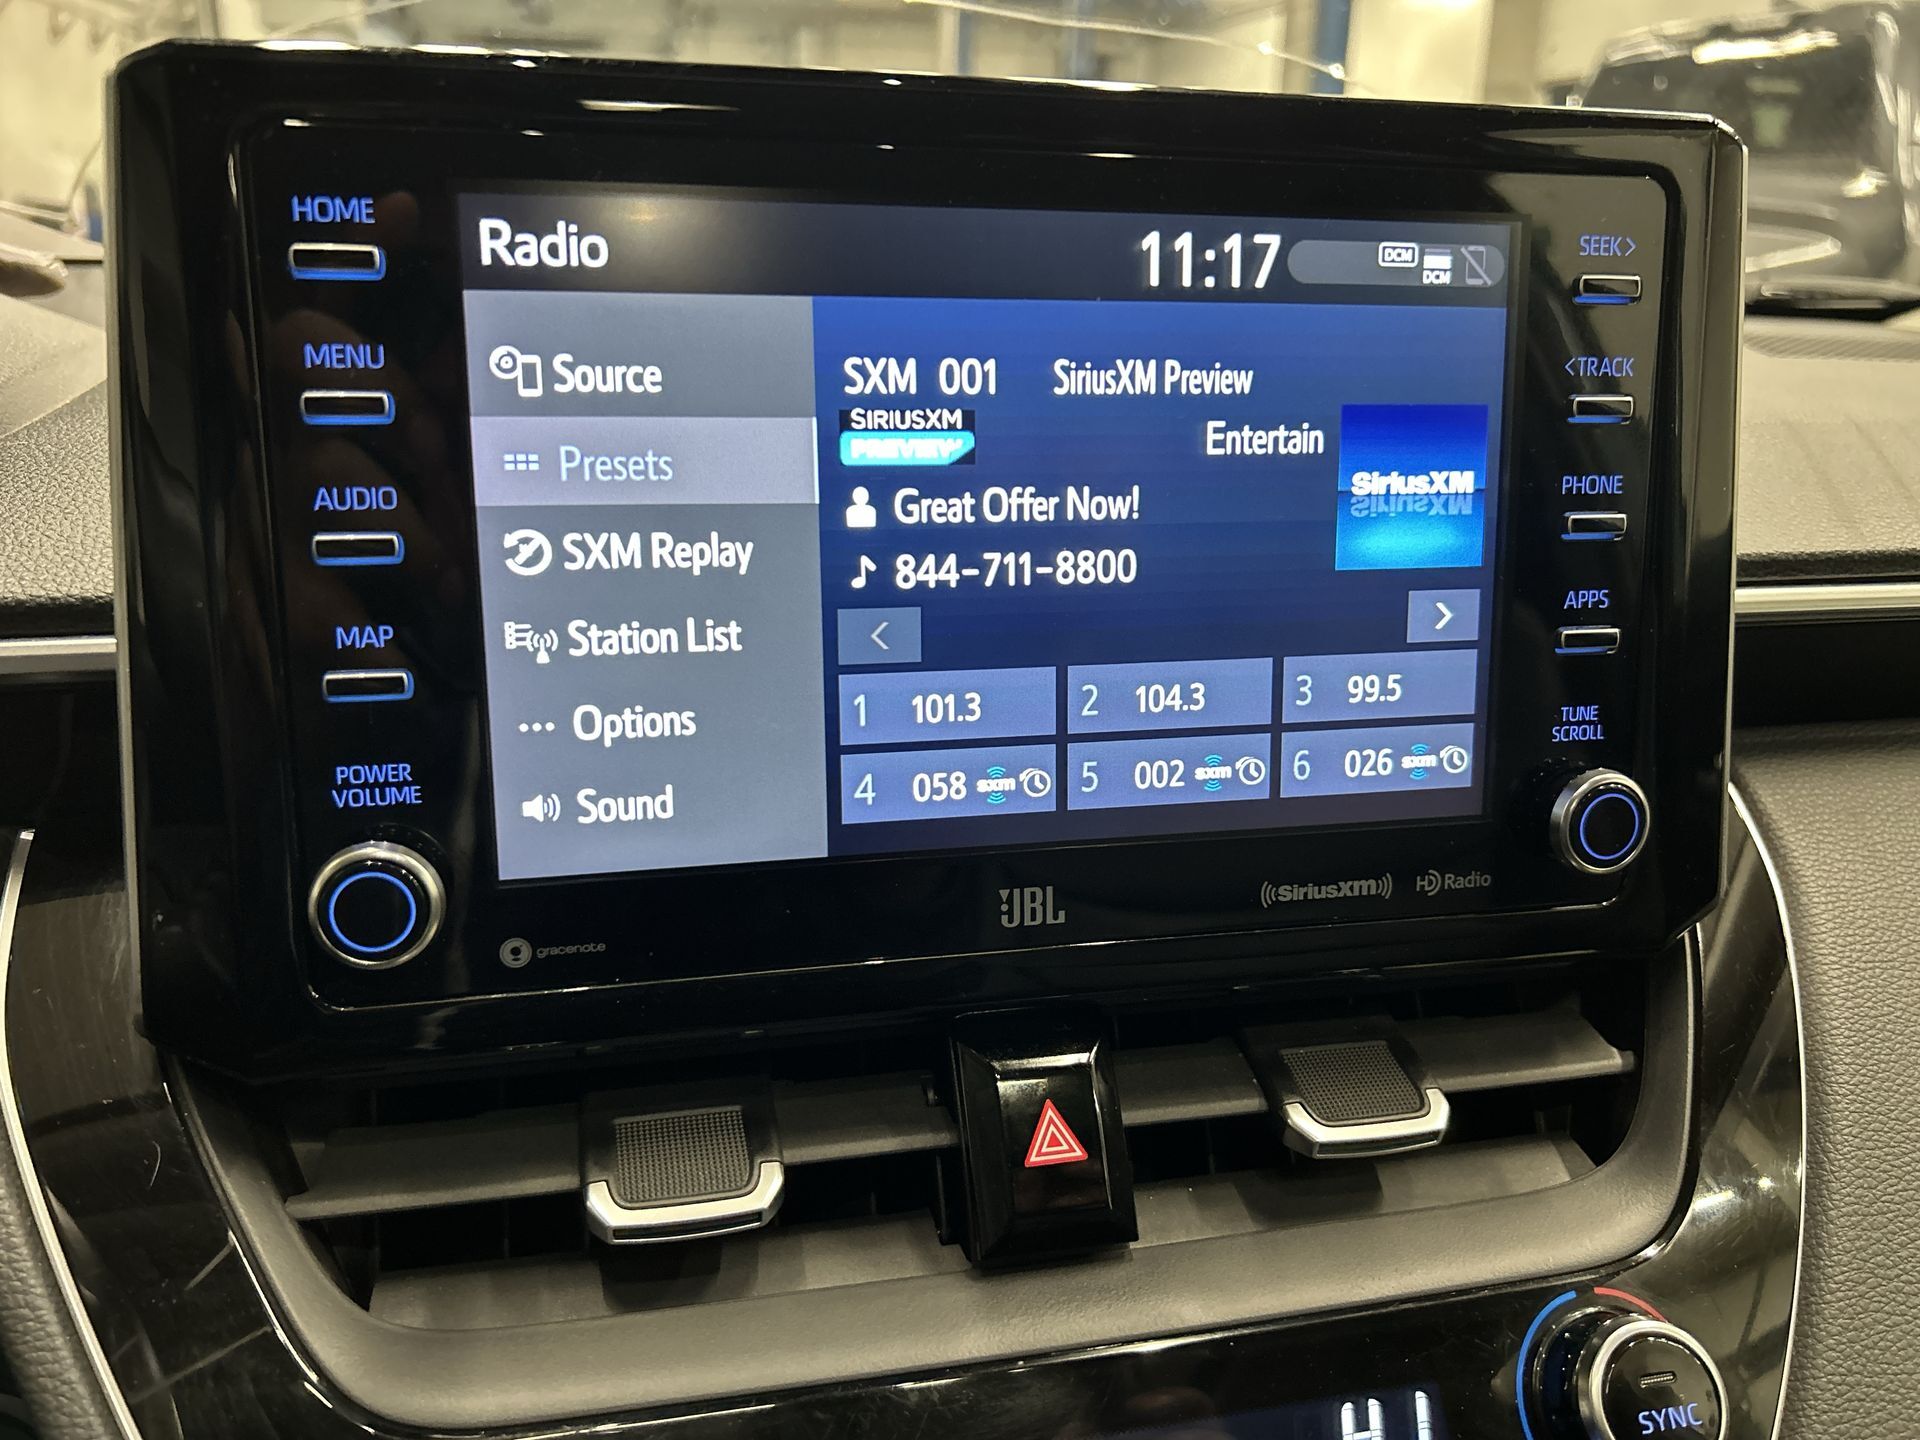 HOME
MENU
AUDIO
MAP
POWER
VOLUME
Radio
11:17
DCM
DCM
Source
Presets
SXM Replay
Station List
Options
Sound
SXM 001 SiriusXM Preview
SIRIUSXM
PREVIEW
Entertain
SiriusXM
Great Offer Now!
844-711-8800
<
>
1 101.3
2 104.3
3 99.5
4 058 sxm
5 002 sxm
6 026 sxm
SEEK>
<TRACK
PHONE
APPS
TUNE
SCROLL
gracenote
JBL
((SiriusXM))
HD Radio
SYNC